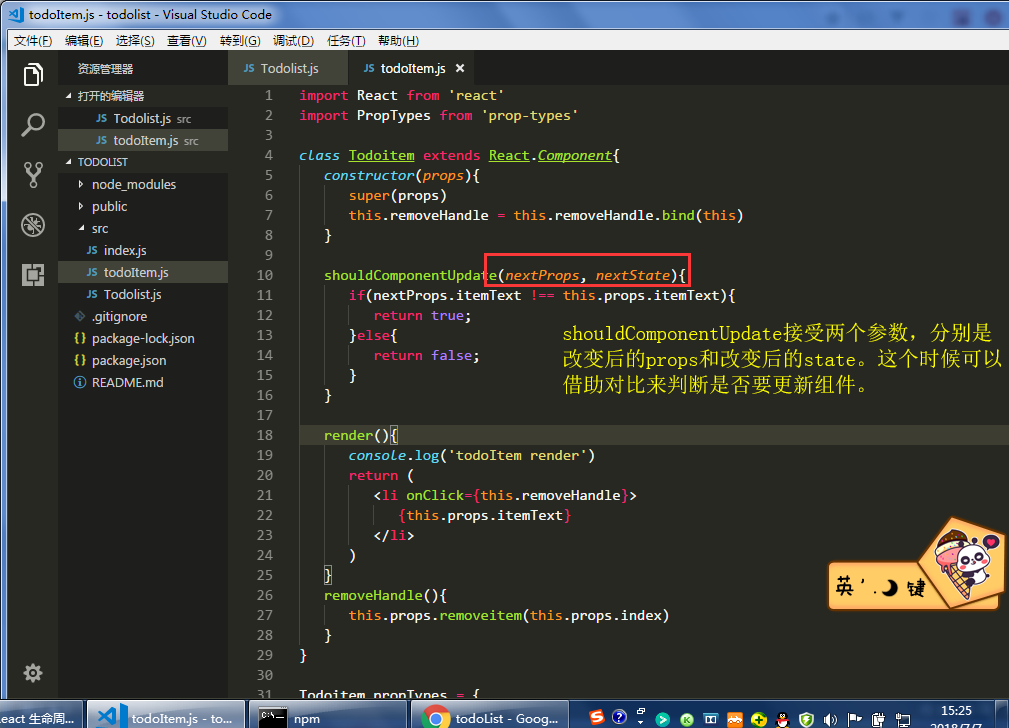 todoItem.js - todolist - Visual Studio Code
文件(F) 编辑(E) 选择(S) 查看(V) 转到(G) 调试(D) 任务(T) 帮助(H)
资源管理器
打开的编辑器
JS Todolist.js src
JS todoItem.js src
TODOLIST
node_modules
public
src
JS index.js
JS todoItem.js
JS Todolist.js
.gitignore
{} package-lock.json
{} package.json
README.md
JS Todolist.js JS todoItem.js ×
1 import React from 'react'
2 import PropTypes from 'prop-types'
3
4 class Todoitem extends React.Component{
5 constructor(props){
6 super(props)
7 this.removeHandle = this.removeHandle.bind(this)
8 }
9
10 shouldComponentUpdate(nextProps, nextState){
11 if(nextProps.itemText !== this.props.itemText){
12 return true;
13 }else{
14 return false;
15 }
16 }
17
18 render(){
19 console.log('todoItem render')
20 return (
21 <li onClick={this.removeHandle}>
22 {this.props.itemText}
23 </li>
24 )
25 }
26 removeHandle(){
27 this.props.removeitem(this.props.index)
28 }
29 }
30
31 Todoitem.propTypes = {
shouldComponentUpdate接受两个参数，分别是
改变后的props和改变后的state。这个时候可以
借助对比来判断是否要更新组件。
英 ' . 键
eact 生命周... todoItem.js - to... npm todoList - Goog...
15:25
2018/7/7